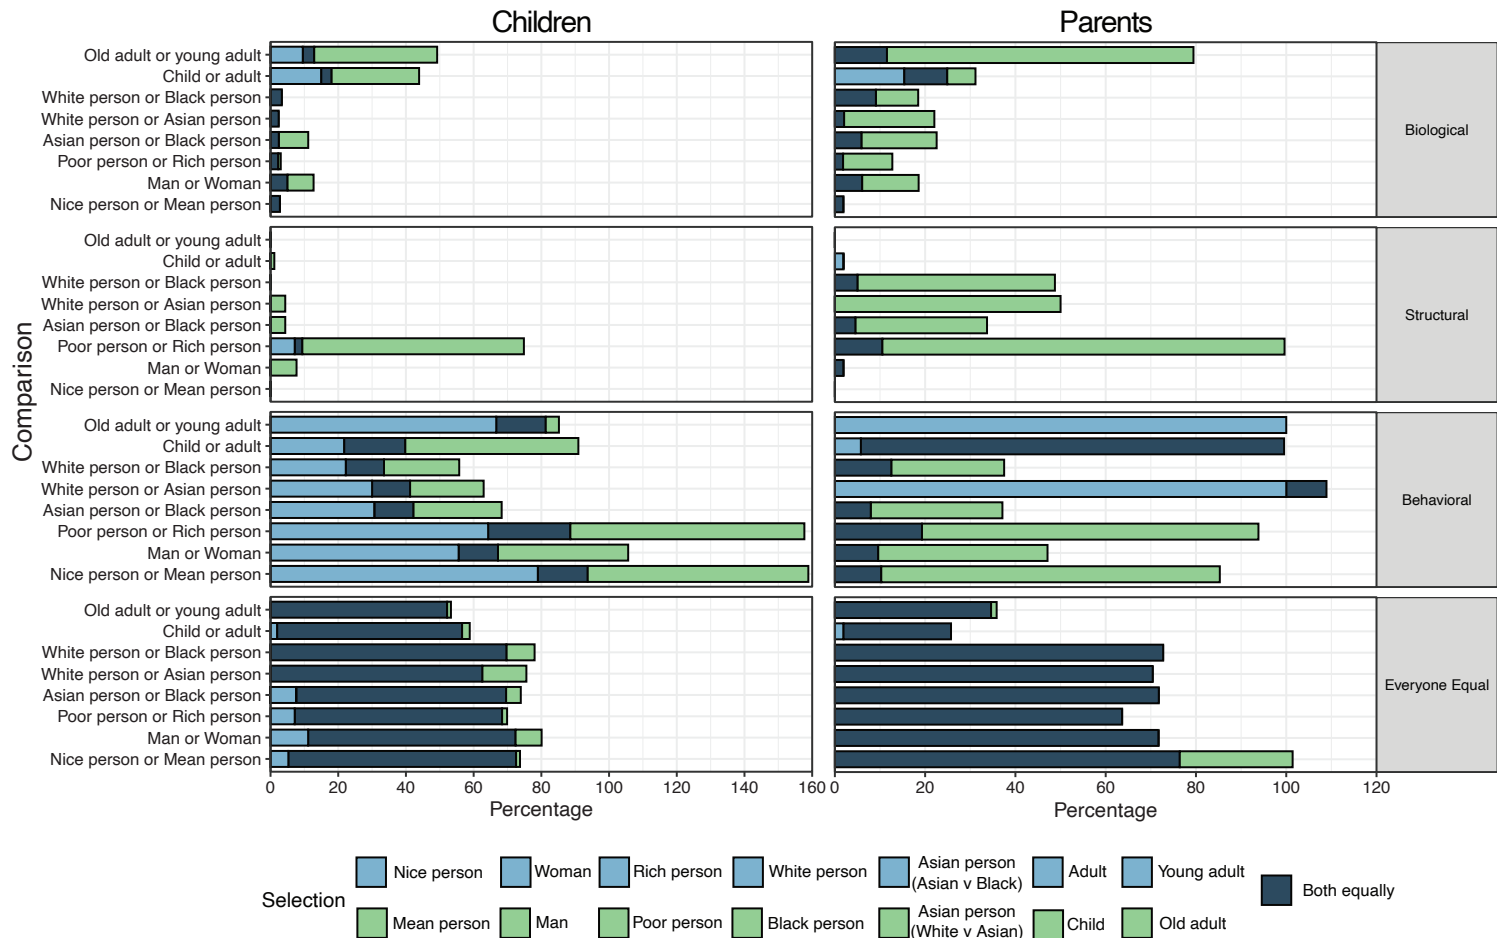 Children
Parents
Comparison
Old adult or young adult
Child or adult
White person or Black person
White person or Asian person
Asian person or Black person
Poor person or Rich person
Man or Woman
Nice person or Mean person
Biological
Old adult or young adult
Child or adult
White person or Black person
White person or Asian person
Asian person or Black person
Poor person or Rich person
Man or Woman
Nice person or Mean person
Structural
Old adult or young adult
Child or adult
White person or Black person
White person or Asian person
Asian person or Black person
Poor person or Rich person
Man or Woman
Nice person or Mean person
Behavioral
Old adult or young adult
Child or adult
White person or Black person
White person or Asian person
Asian person or Black person
Poor person or Rich person
Man or Woman
Nice person or Mean person
Everyone Equal
0 20 40 60 80 100 120 140 160
0 20 40 60 80 100 120
Percentage
Percentage
Selection
Nice person
Woman
Rich person
White person
Asian person
(Asian v Black)
Adult
Young adult
Both equally
Mean person
Man
Poor person
Black person
Asian person
(White v Asian)
Child
Old adult